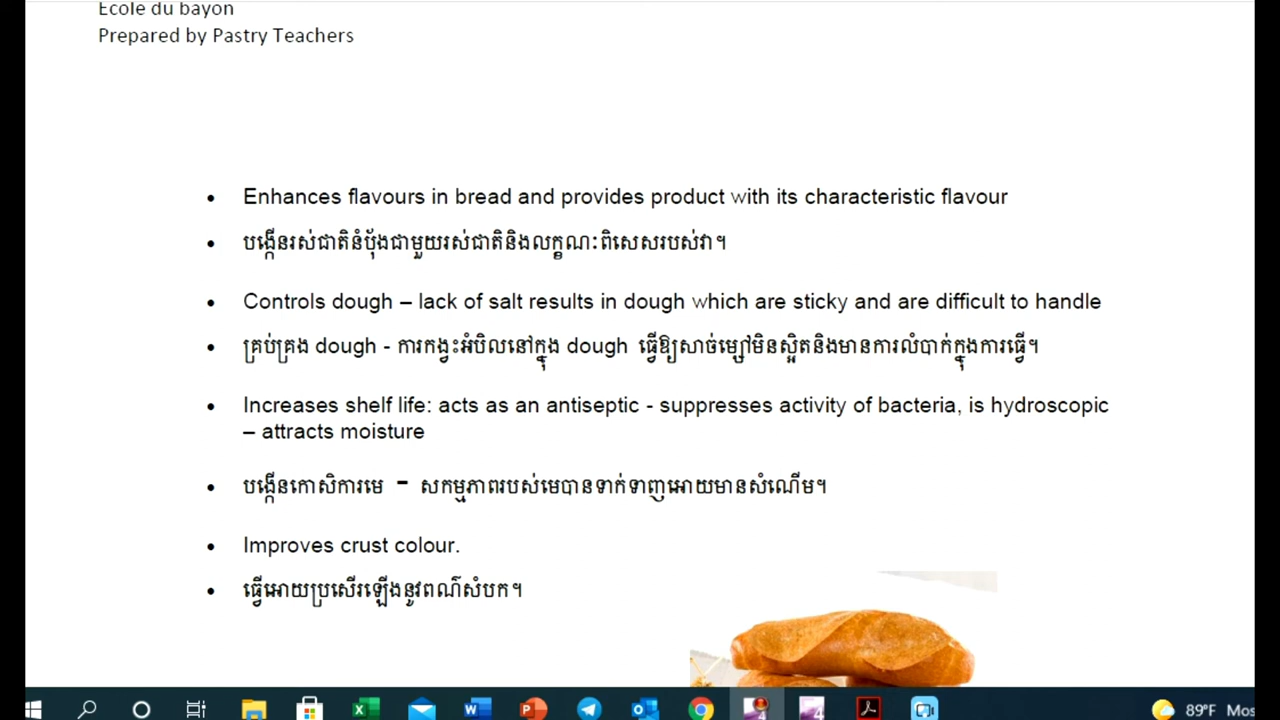 Ecole du bayon
Prepared by Pastry Teachers
• Enhances flavours in bread and provides product with its characteristic flavour
• បង្កើនរស់ជាតិនំប៉័ងជាមួយរស់ជាតិនិងលក្ខណៈពិសេសរបស់វា។
• Controls dough – lack of salt results in dough which are sticky and are difficult to handle
• គ្រប់គ្រង dough - ការកង្វះអំបិលនៅក្នុង dough ធ្វើឱ្យសាច់ម្សៅមិនស្អិតនិងមានការលំបាក់ក្នុងការធ្វើ។
• Increases shelf life: acts as an antiseptic - suppresses activity of bacteria, is hydroscopic
– attracts moisture
• បង្កើនកោសិការមេ - សកម្មភាពរបស់មេបានទាក់ទាញអោយមានសំណើម។
• Improves crust colour.
• ធ្វើអោយប្រសើរឡើងនូវពណ៌សំបក។
89°F Mos